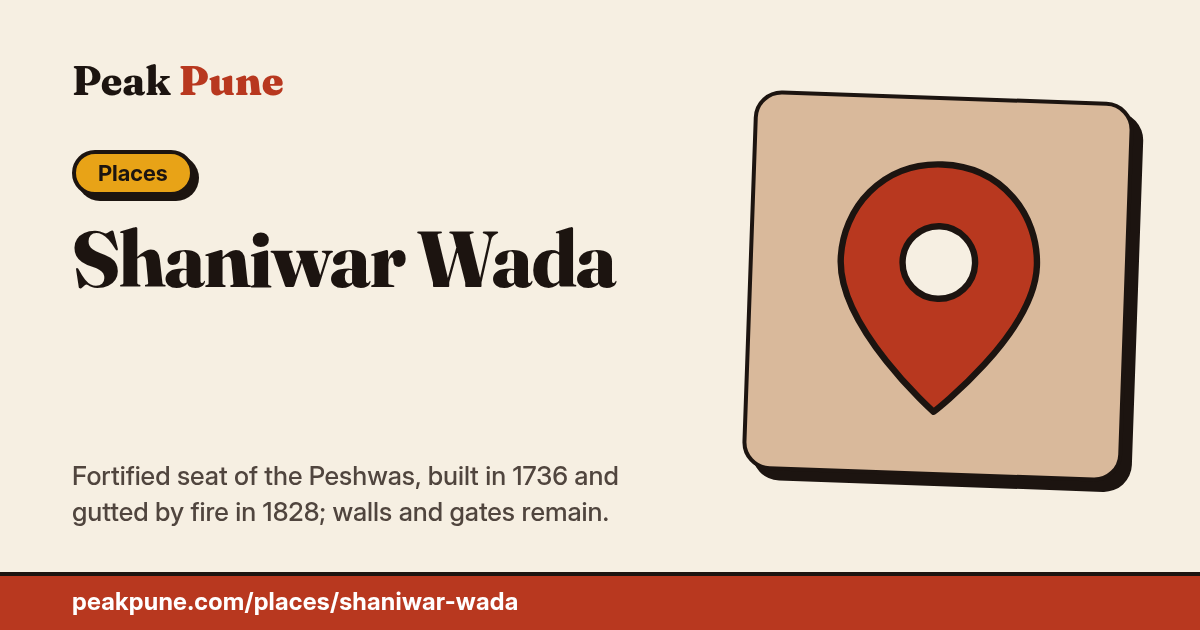 Peak Pune
Places
Shaniwar Wada
Fortified seat of the Peshwas, built in 1736 and
gutted by fire in 1828; walls and gates remain.
peakpune.com/places/shaniwar-wada